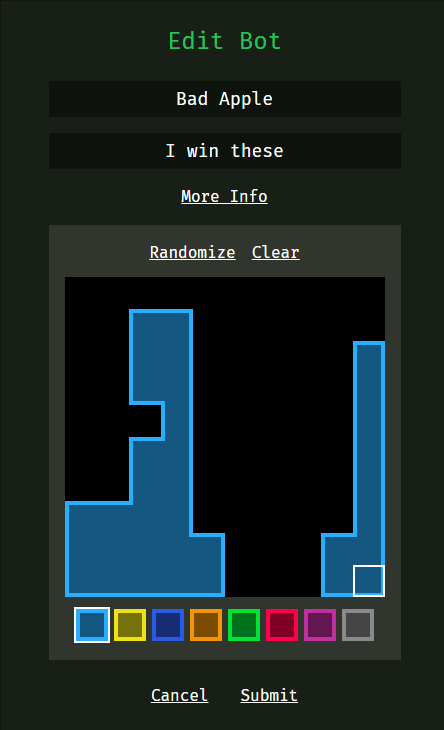 Edit Bot
Bad Apple
I win these
More Info
Randomize Clear
Cancel Submit